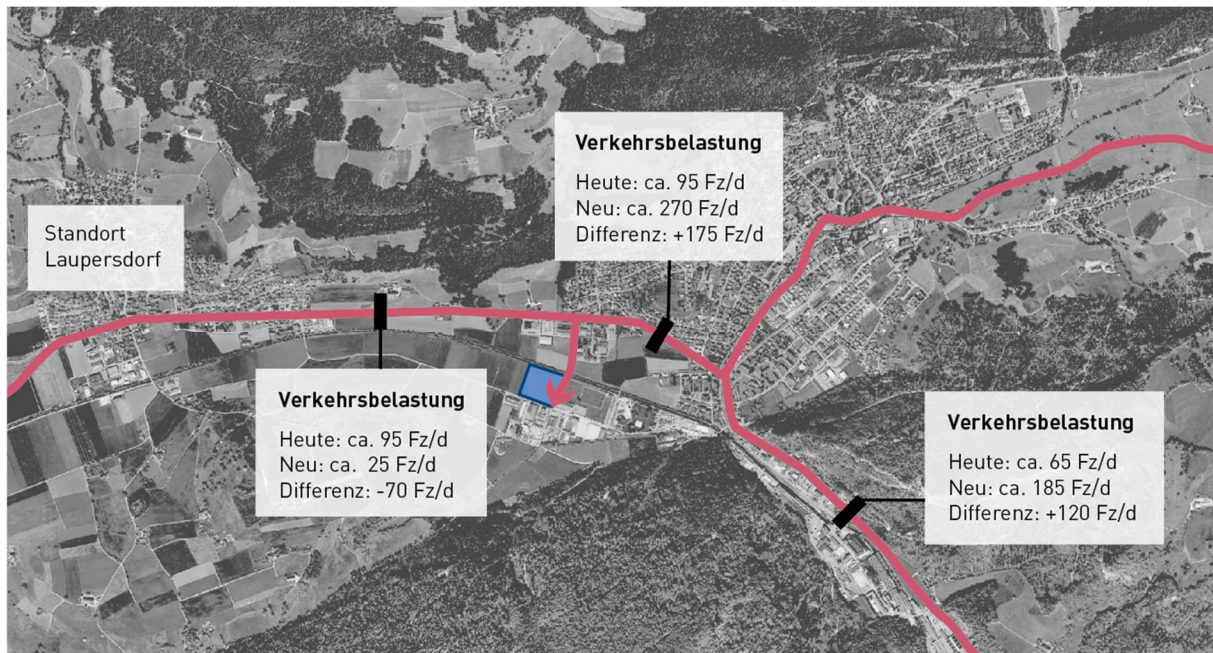 Standort
Laupersdorf
Verkehrsbelastung
Heute: ca. 95 Fz/d
Neu: ca. 270 Fz/d
Differenz: +175 Fz/d
Verkehrsbelastung
Heute: ca. 95 Fz/d
Neu: ca. 25 Fz/d
Differenz: -70 Fz/d
Verkehrsbelastung
Heute: ca. 65 Fz/d
Neu: ca. 185 Fz/d
Differenz: +120 Fz/d